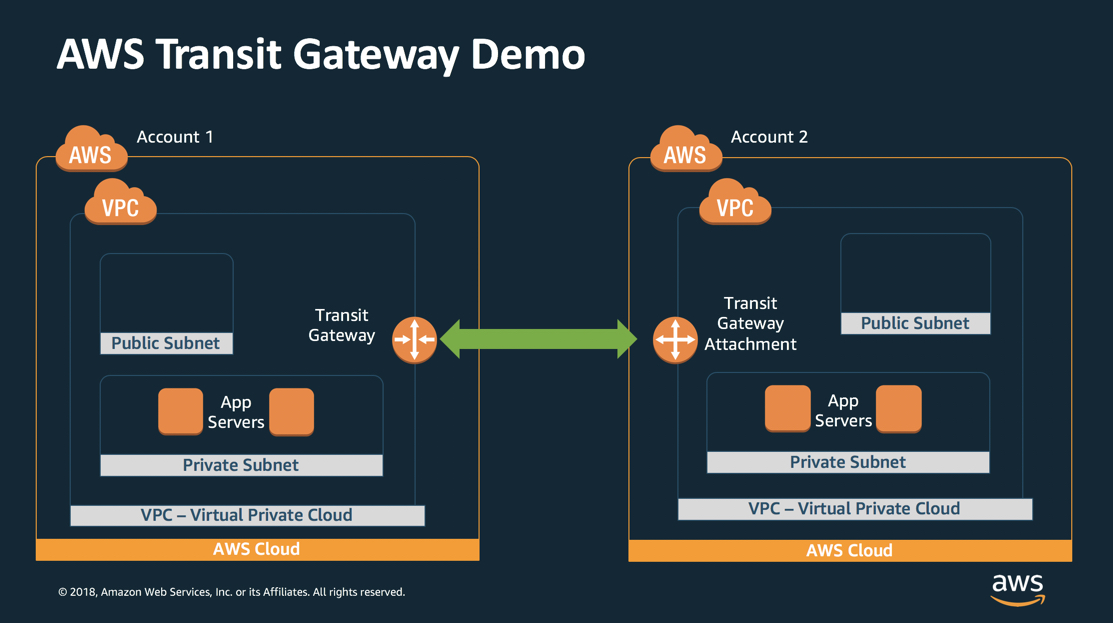 AWS Transit Gateway Demo
AWS
Account 1
VPC
Public Subnet
Transit
Gateway
App
Servers
Private Subnet
VPC – Virtual Private Cloud
AWS Cloud
AWS
Account 2
VPC
Public Subnet
Transit
Gateway
Attachment
App
Servers
Private Subnet
VPC – Virtual Private Cloud
AWS Cloud
© 2018, Amazon Web Services, Inc. or its Affiliates. All rights reserved.
aws